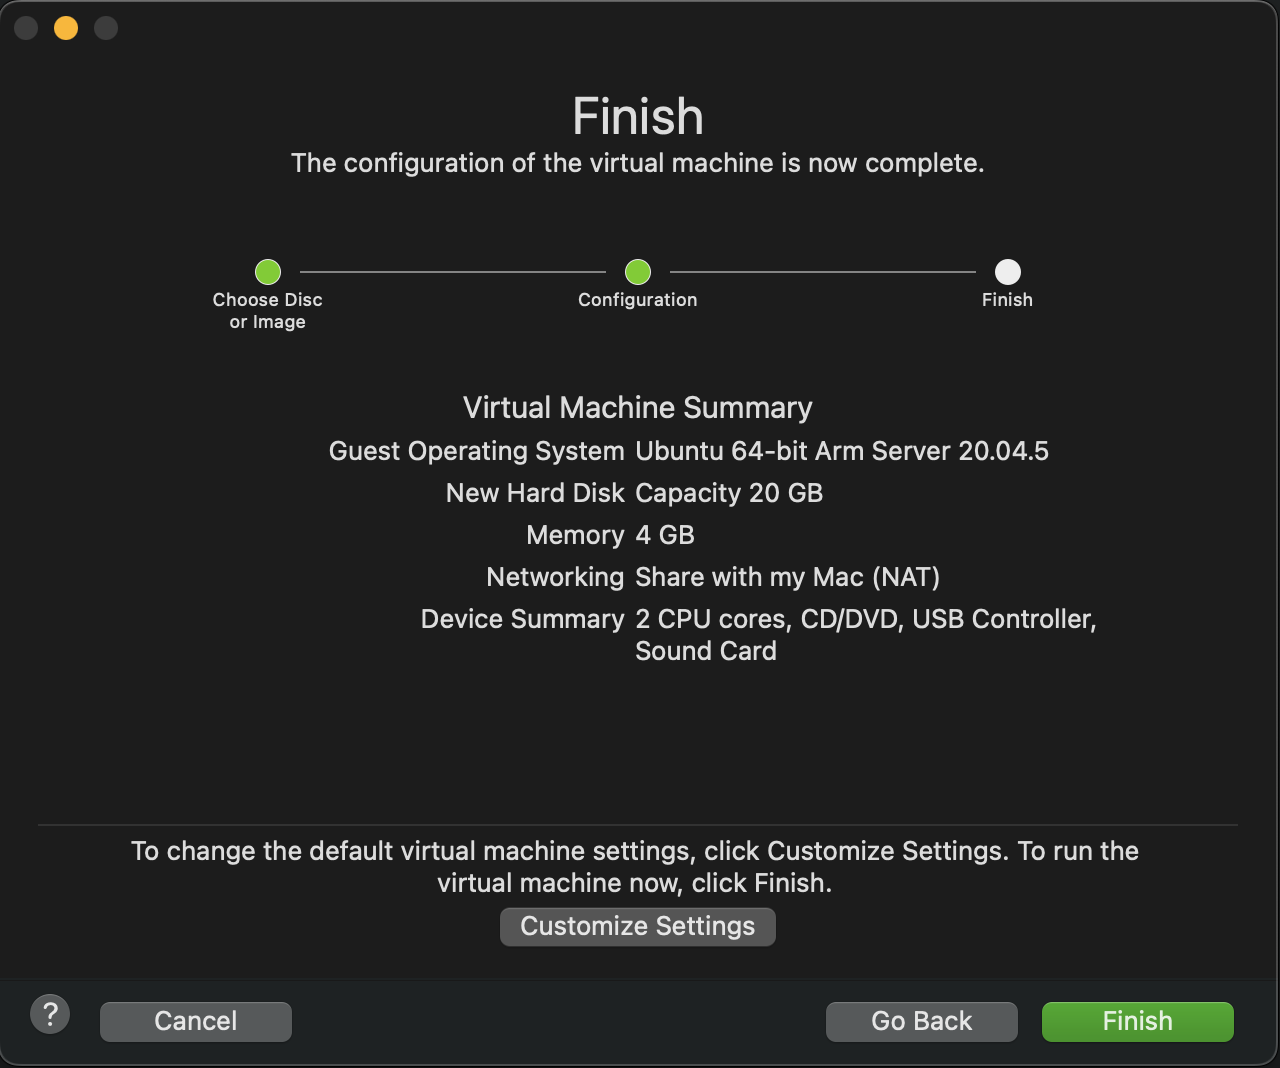 Finish
The configuration of the virtual machine is now complete.
Choose Disc
or Image
Configuration
Finish
Virtual Machine Summary
Guest Operating System Ubuntu 64-bit Arm Server 20.04.5
New Hard Disk Capacity 20 GB
Memory 4 GB
Networking Share with my Mac (NAT)
Device Summary 2 CPU cores, CD/DVD, USB Controller,
Sound Card
To change the default virtual machine settings, click Customize Settings. To run the
virtual machine now, click Finish.
Customize Settings
? Cancel Go Back Finish